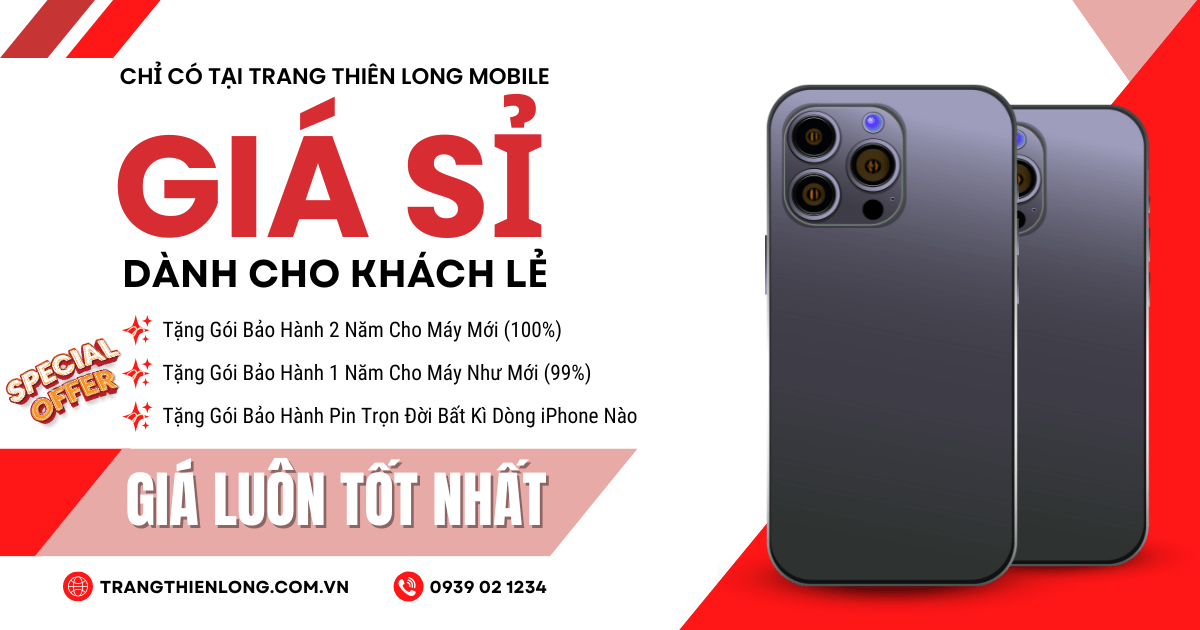 CHỈ CÓ TẠI TRANG THIÊN LONG MOBILE
GIÁ SỈ
DÀNH CHO KHÁCH LẺ
Tặng Gói Bảo Hành 2 Năm Cho Máy Mới (100%)
Tặng Gói Bảo Hành 1 Năm Cho Máy Như Mới (99%)
Tặng Gói Bảo Hành Pin Trọn Đời Bất Kì Dòng iPhone Nào
SPECIAL
OFFER
GIÁ LUÔN TỐT NHẤT
TRANGTHIENLONG.COM.VN
0939 02 1234